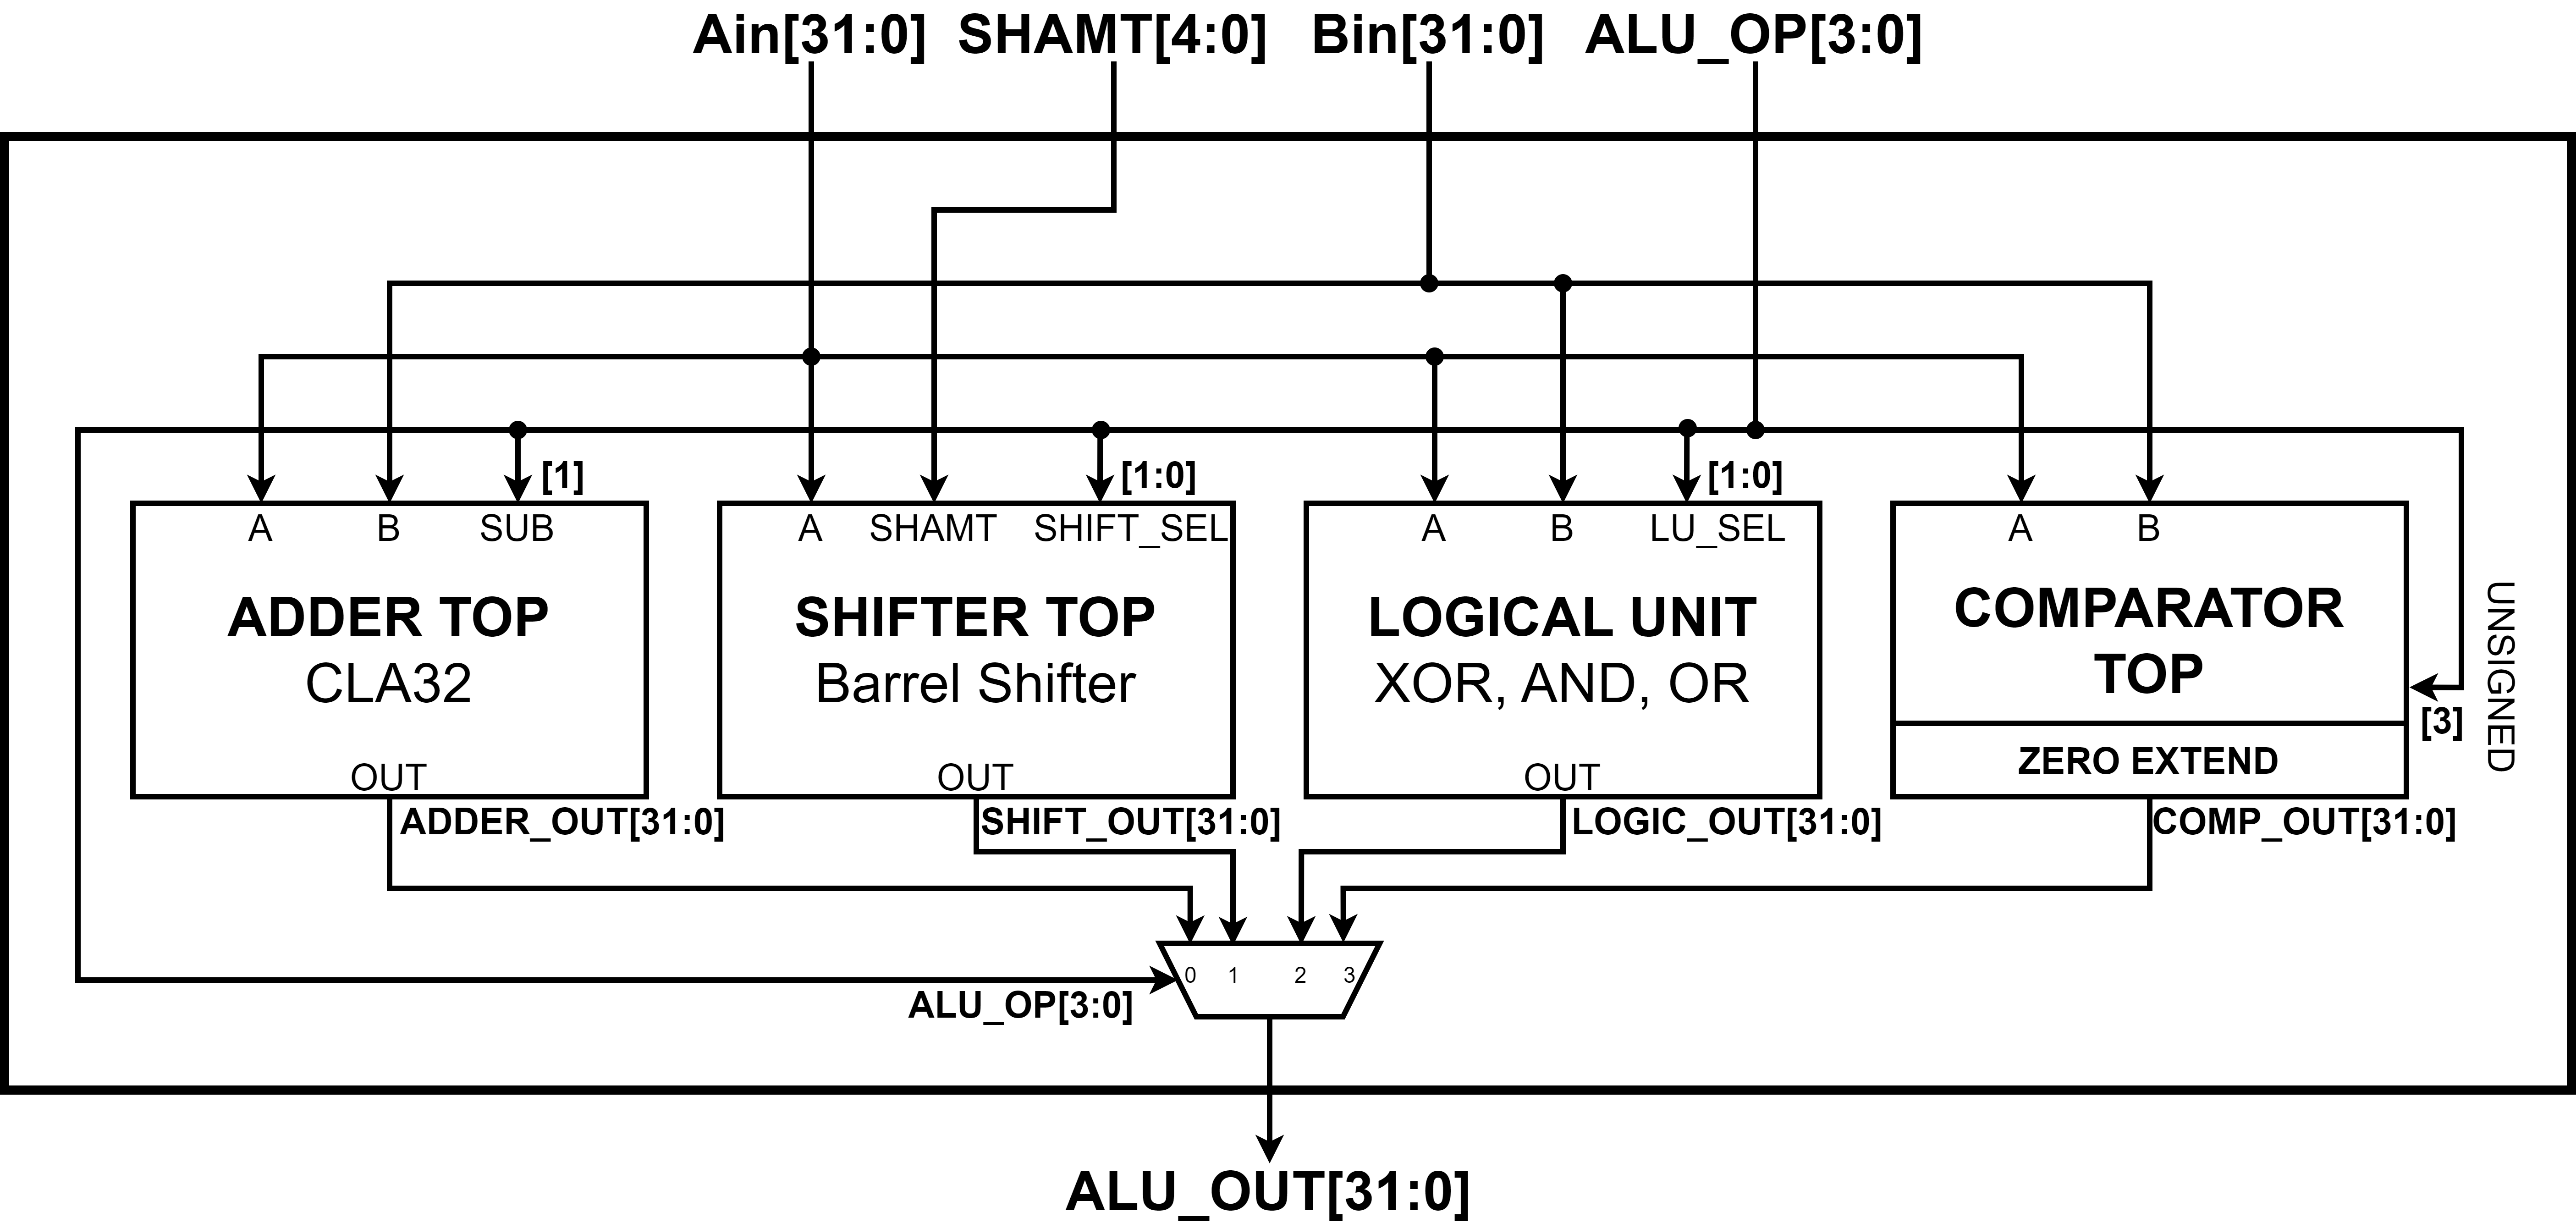 Ain[31:0] SHAMT[4:0] Bin[31:0] ALU_OP[3:0]
[1] [1:0] [1:0]
A B SUB
ADDER TOP
CLA32
OUT
A SHAMT SHIFT_SEL
SHIFTER TOP
Barrel Shifter
OUT
A B LU_SEL
LOGICAL UNIT
XOR, AND, OR
OUT
A B
COMPARATOR
TOP
ZERO EXTEND
UNSIGNED
[3]
ADDER_OUT[31:0] SHIFT_OUT[31:0] LOGIC_OUT[31:0] COMP_OUT[31:0]
0 1 2 3
ALU_OP[3:0]
ALU_OUT[31:0]